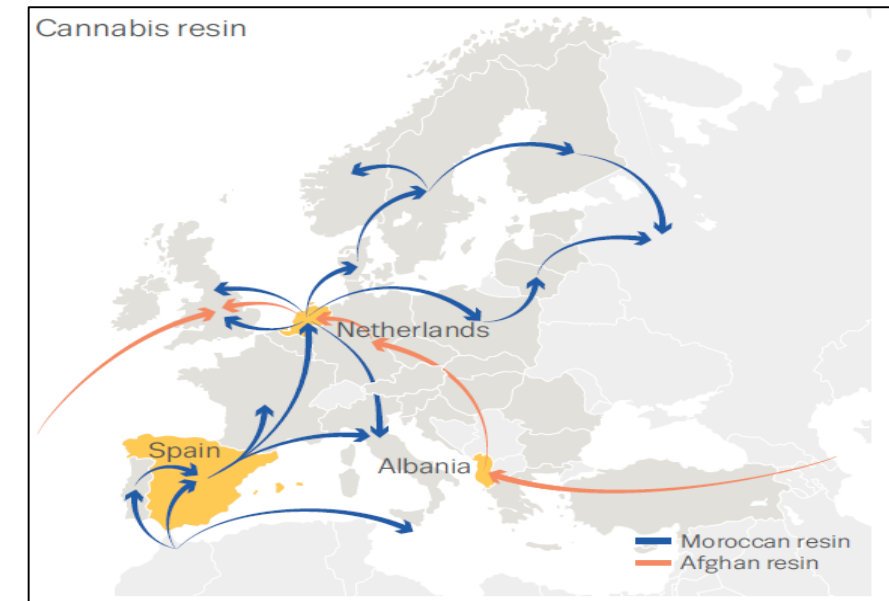 Cannabis resin
Netherlands
Spain
Albania
Moroccan resin
Afghan resin